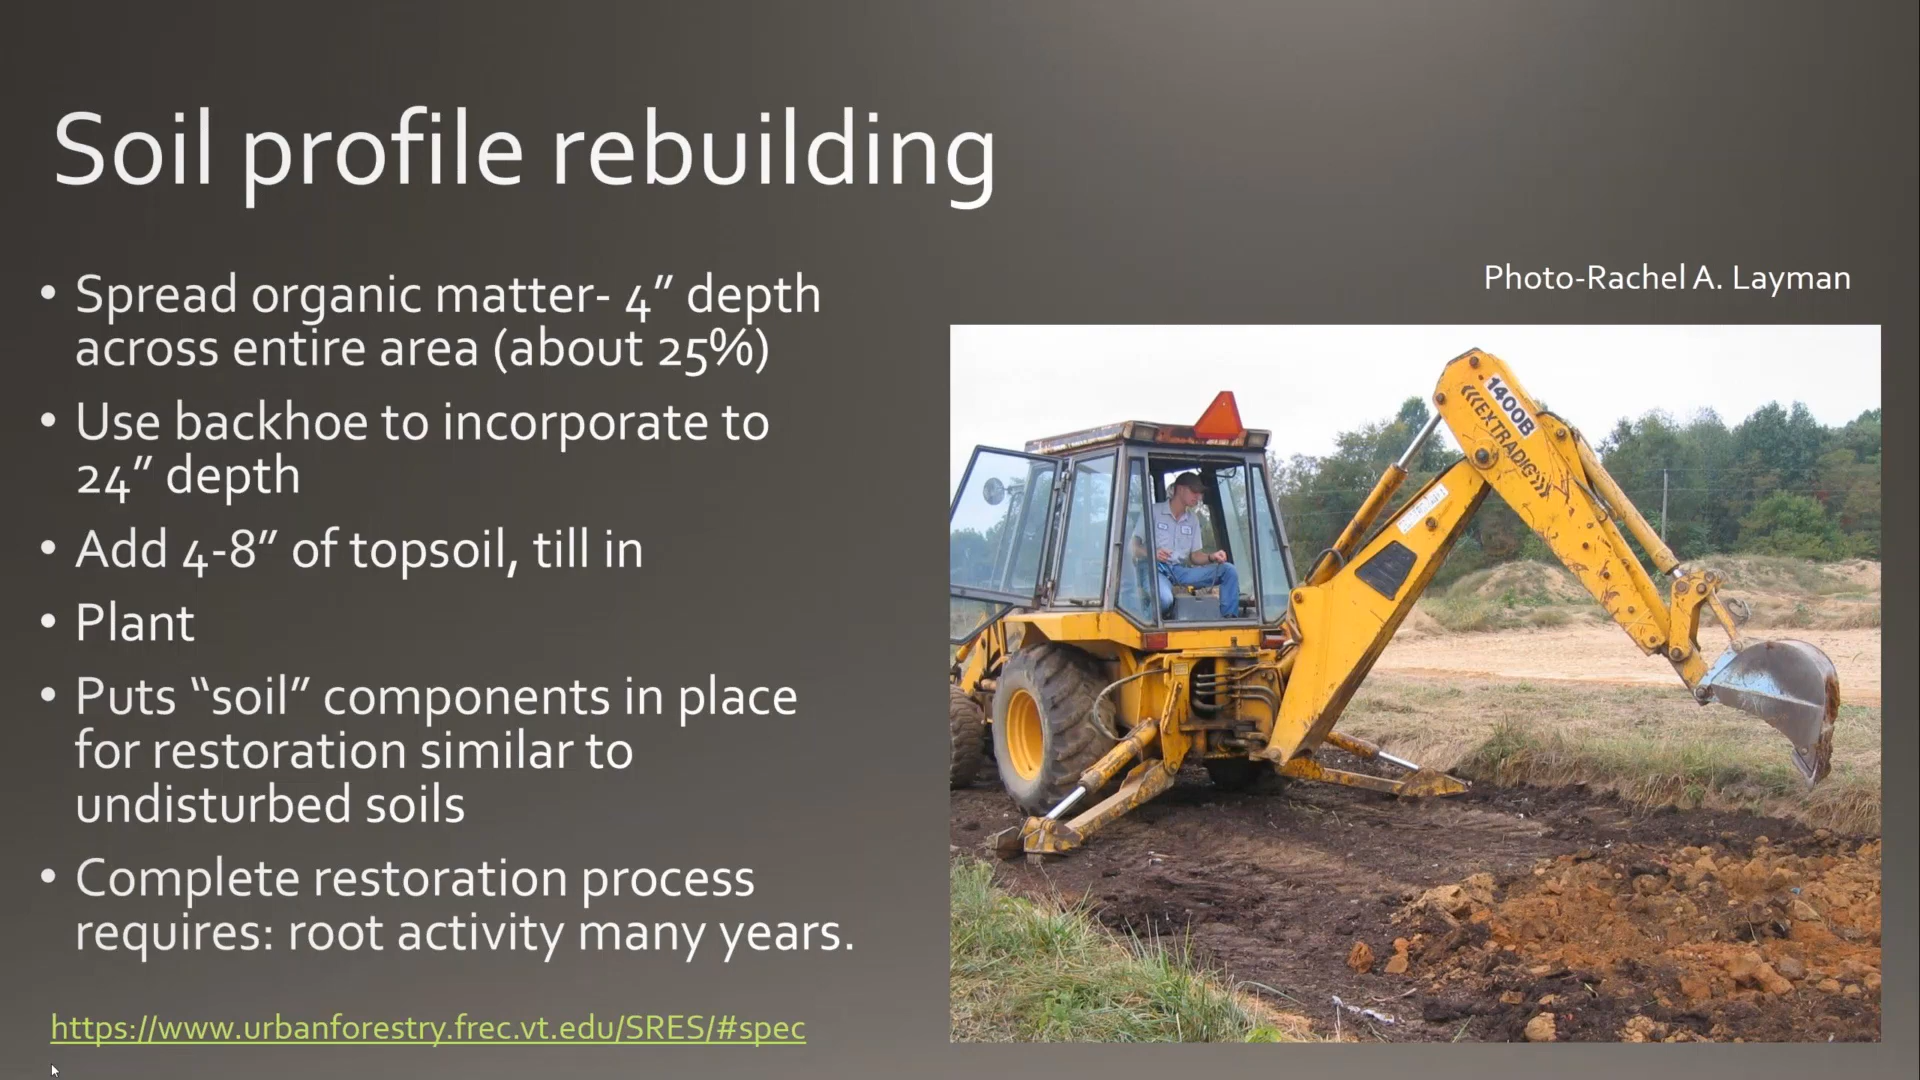 Soil profile rebuilding
• Spread organic matter- 4” depth
across entire area (about 25%)
• Use backhoe to incorporate to
24” depth
• Add 4-8” of topsoil, till in
• Plant
• Puts “soil” components in place
for restoration similar to
undisturbed soils
• Complete restoration process
requires: root activity many years.
https://www.urbanforestry.frec.vt.edu/SRES/#spec
Photo-Rachel A. Layman
1400B
EXTRADIG